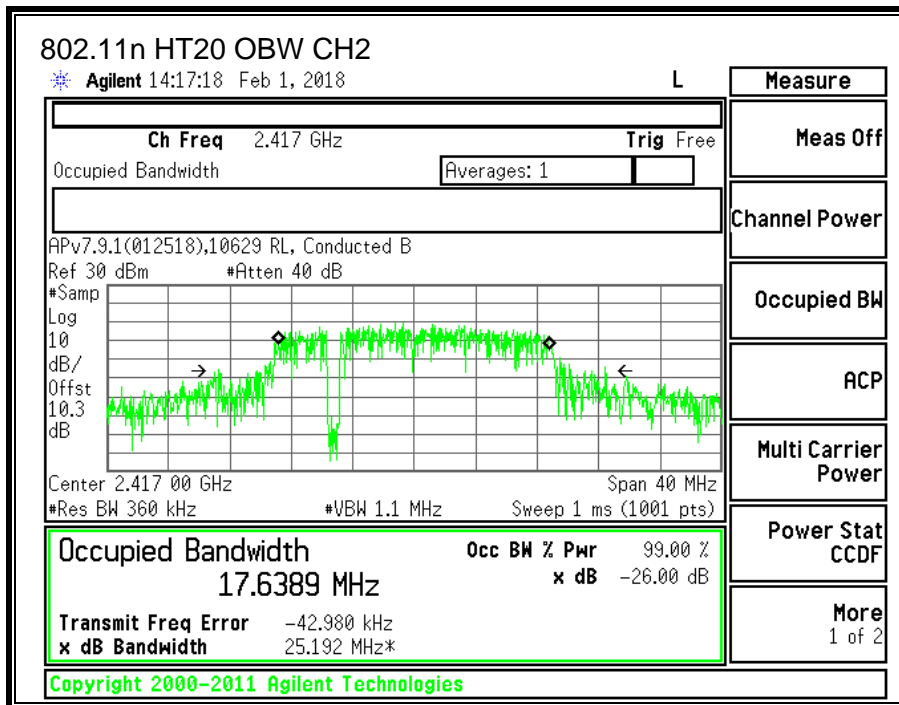 802.11n HT20 OBW CH2
Agilent 14:17:18 Feb 1, 2018 L
Measure
Ch Freq 2.417 GHz Trig Free
Meas Off
Occupied Bandwidth Averages: 1
Channel Power
APv7.9.1(012518),10629 RL, Conducted B
Ref 30 dBm #Atten 40 dB
#Samp
Log
10
dB/
Offst
10.3
dB
Occupied BW
ACP
Multi Carrier
Power
Center 2.417 00 GHz Span 40 MHz
#Res BW 360 kHz #VBW 1.1 MHz Sweep 1 ms (1001 pts)
Occupied Bandwidth Occ BW % Pwr 99.00 %
17.6389 MHz x dB -26.00 dB
Transmit Freq Error -42.980 kHz
x dB Bandwidth 25.192 MHz*
Power Stat
CCDF
More
1 of 2
Copyright 2000-2011 Agilent Technologies